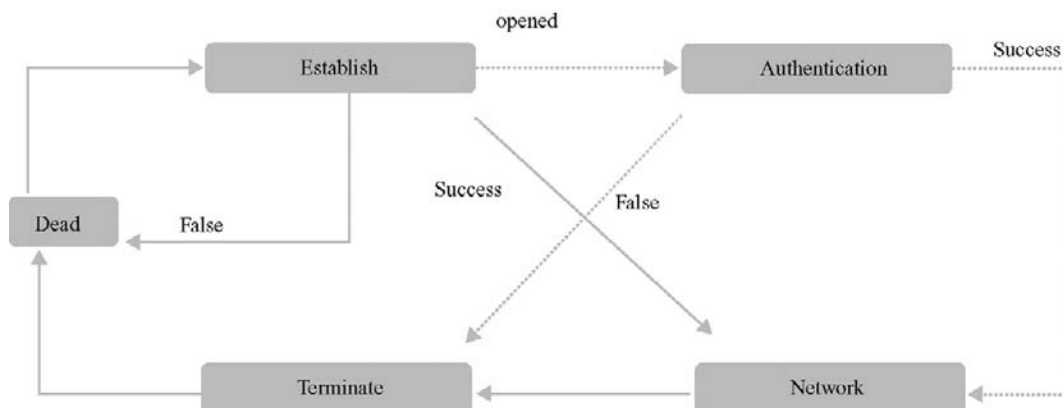 opened
Establish
Authentication
Success
Success
False
Dead
False
Terminate
Network